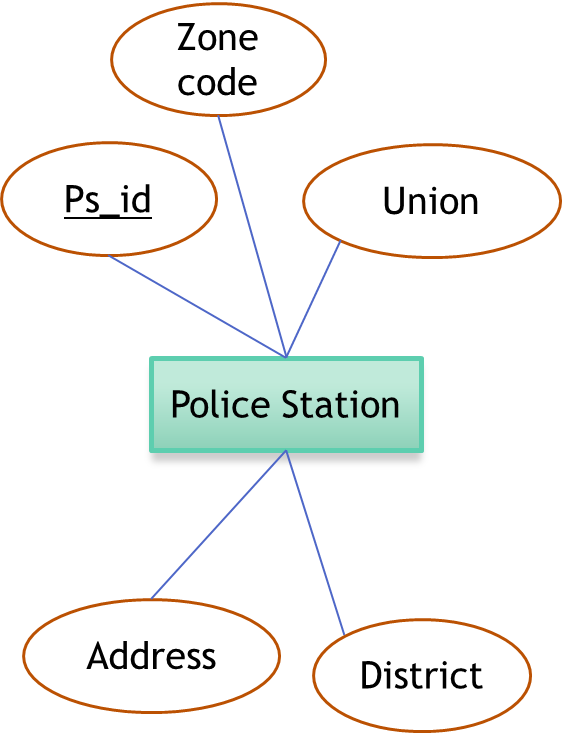 Zone
code
Ps_id
Union
Police Station
Address
District